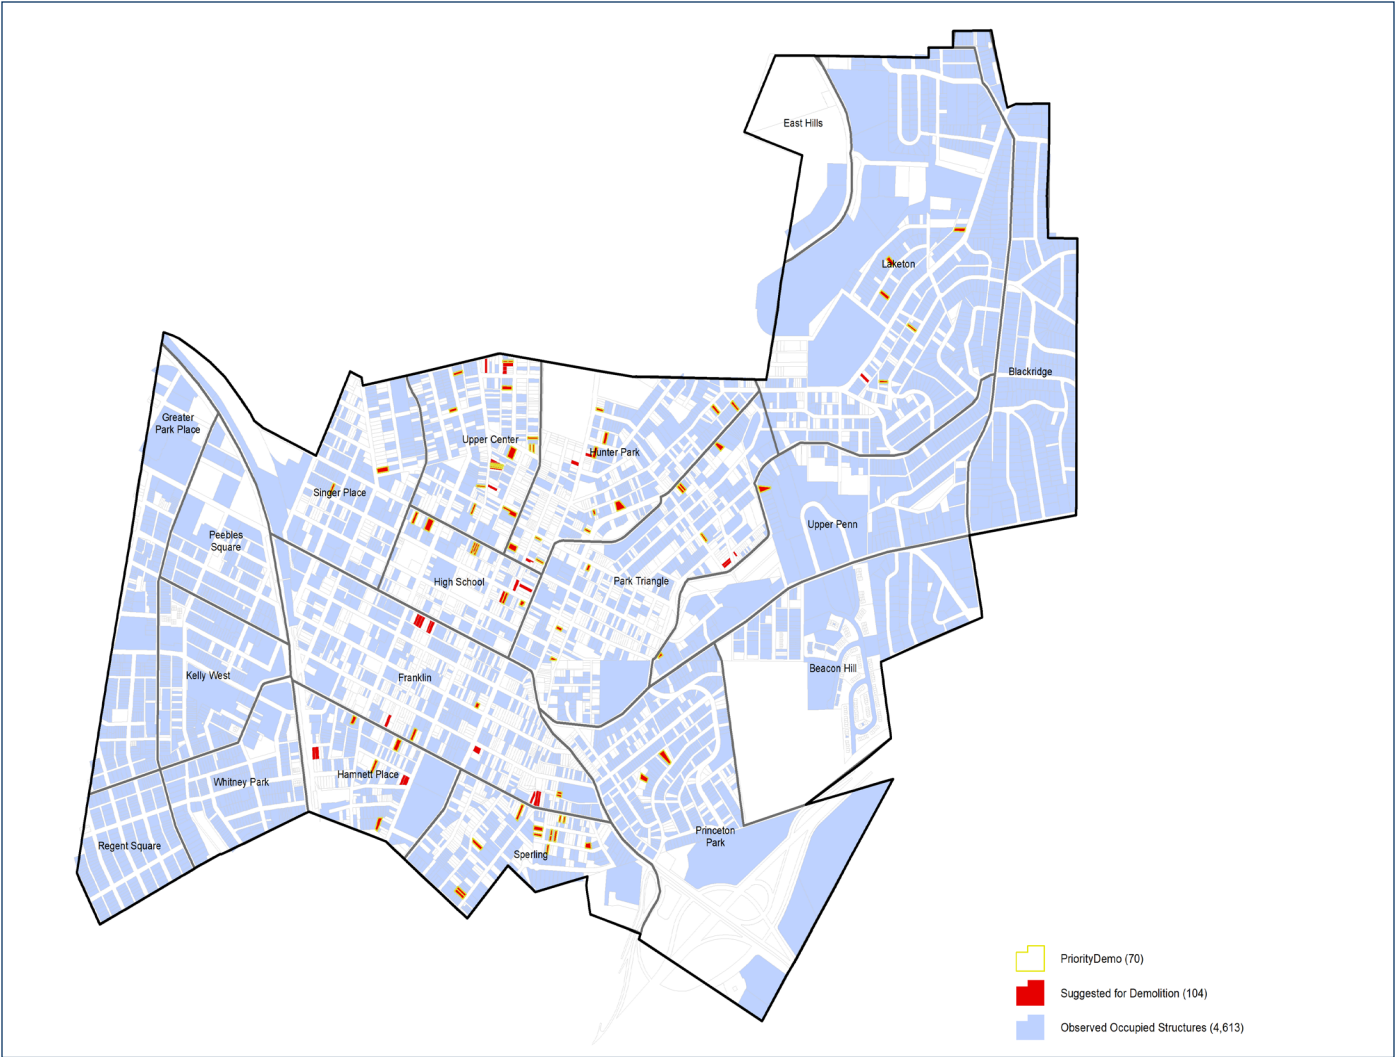 East Hills
Laketon
Blackridge
Greater
Park Place
Upper Center
Hunter Park
Singer Place
Upper Penn
Peebles
Square
High School
Park Triangle
Kelly West
Franklin
Beacon Hill
Whitney Park
Hamnett Place
Princeton
Park
Regent Square
Sperling
PriorityDemo (70)
Suggested for Demolition (104)
Observed Occupied Structures (4,613)